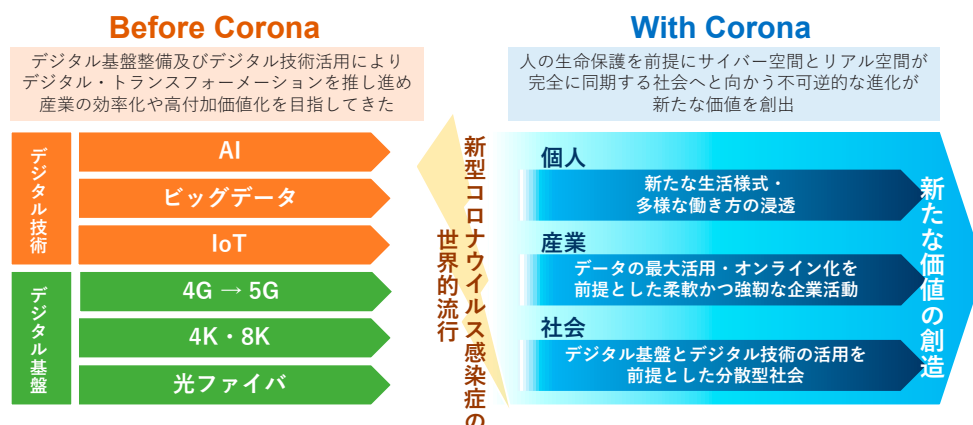 Before Corona
デジタル基盤整備及びデジタル技術活用により
デジタル・トランスフォーメーションを推し進め
産業の効率化や高付加価値化を目指してきた
デジタル技術
AI
ビッグデータ
IoT
デジタル基盤
4G → 5G
4K・8K
光ファイバ
新型コロナウイルス感染症の
世界的流行
With Corona
人の生命保護を前提にサイバー空間とリアル空間が
完全に同期する社会へと向かう不可逆的な進化が
新たな価値を創出
個人
新たな生活様式・
多様な働き方の浸透
産業
データの最大活用・オンライン化を
前提とした柔軟かつ強靭な企業活動
社会
デジタル基盤とデジタル技術の活用を
前提とした分散型社会
新たな価値の創造